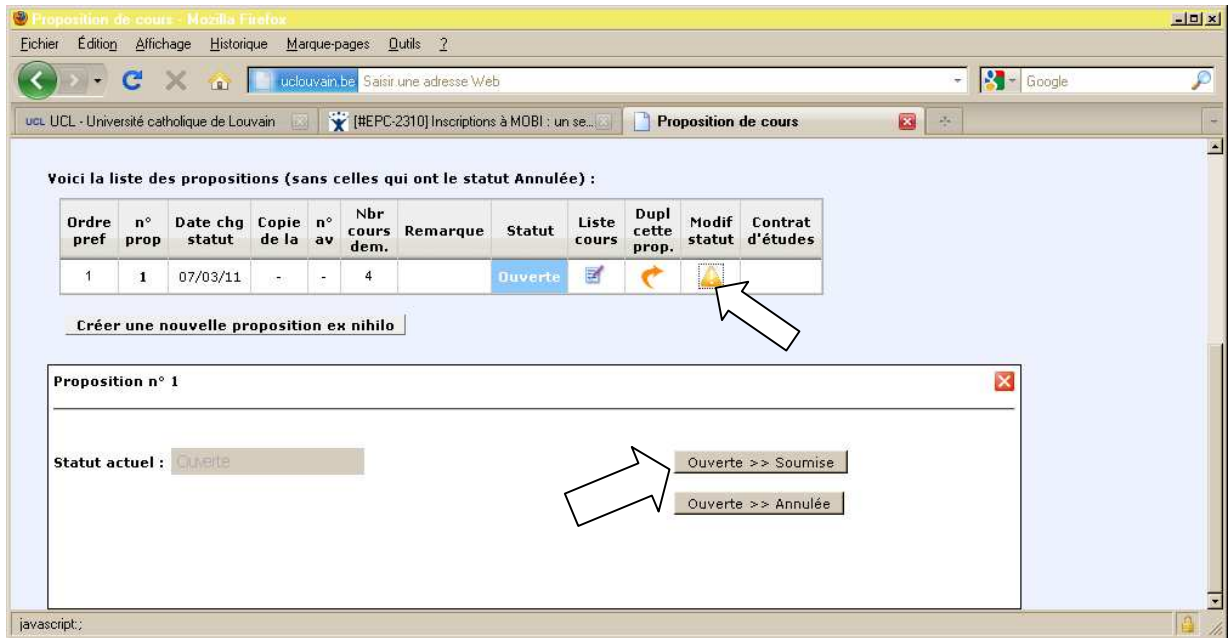 Proposition de cours - Mozilla Firefox
Fichier Édition Affichage Historique Marque-pages Outils ?
uclouvain.be Saisir une adresse Web Google
UCL UCL - Université catholique de Louvain [#EPC-2310] Inscriptions à MOBI : un se... Proposition de cours
Voici la liste des propositions (sans celles qui ont le statut Annulée) :
Ordre pref n° prop Date chg statut Copie de la n° av Nbr cours dem. Remarque Statut Liste cours Dupl cette prop. Modif statut Contrat d'études
1 1 07/03/11 - - 4 Ouverte
Créer une nouvelle proposition ex nihilo
Proposition n° 1
Statut actuel : Ouverte Ouverte >> Soumise
Ouverte >> Annulée
javascript:;